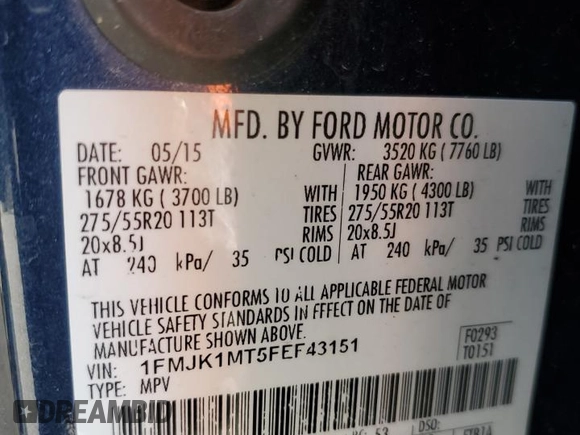 MFD. BY FORD MOTOR CO.
DATE: 05/15 GVWR: 3520 KG ( 7760 LB)
FRONT GAWR: REAR GAWR:
1678 KG ( 3700 LB) WITH 1950 KG ( 4300 LB) WITH
275/55R20 113T TIRES 275/55R20 113T TIRES
20x8.5J RIMS 20x8.5J RIMS
AT 240 kPa/ 35 PSI COLD AT 240 kPa/ 35 PSI COLD
THIS VEHICLE CONFORMS TO ALL APPLICABLE FEDERAL MOTOR
VEHICLE SAFETY STANDARDS IN EFFECT ON THE DATE OF
MANUFACTURE SHOWN ABOVE.
F0293
VIN: 1FMJK1MT5FEF43151 T0151
TYPE: MPV
DREAMBID
53 DSO: